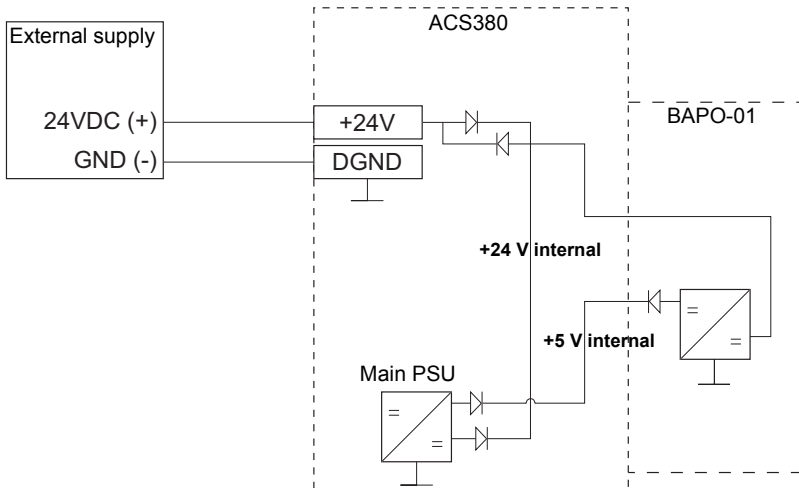 ACS380
External supply
BAPO-01
24VDC (+)
+24V
GND (-)
DGND
+24 V internal
+5 V internal
Main PSU
=
=
=
=